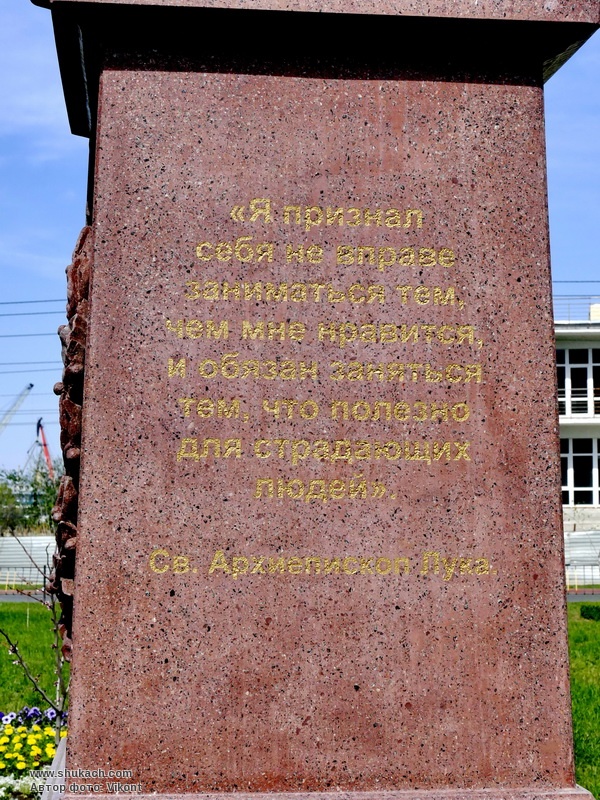 «Я признал
себя не вправе
заниматься тем,
чем мне нравится,
и обязан заняться
тем, что полезно
для страдающих
людей».
Св. Архиепископ Лука.
www.shukach.com
Автор фото: Vikont